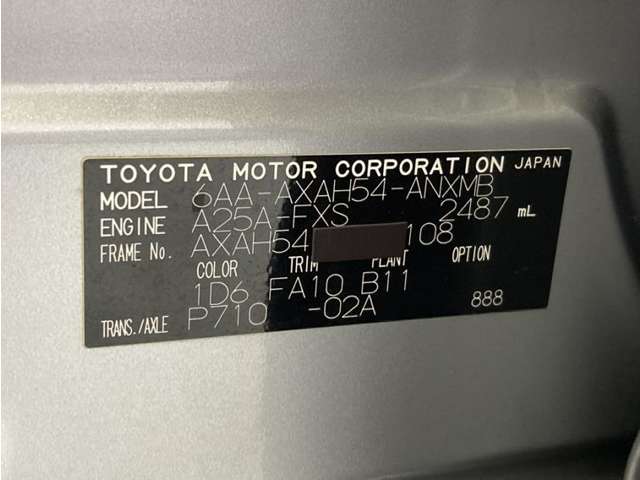 TOYOTA MOTOR CORPORATION JAPAN
MODEL 6AA-AXAH54-ANXMB
ENGINE A25A-FXS 2487 mL
FRAME No. AXAH54 108
COLOR TRIM PLANT OPTION
1D6 FA10 B11
888
TRANS./AXLE P710 -02A